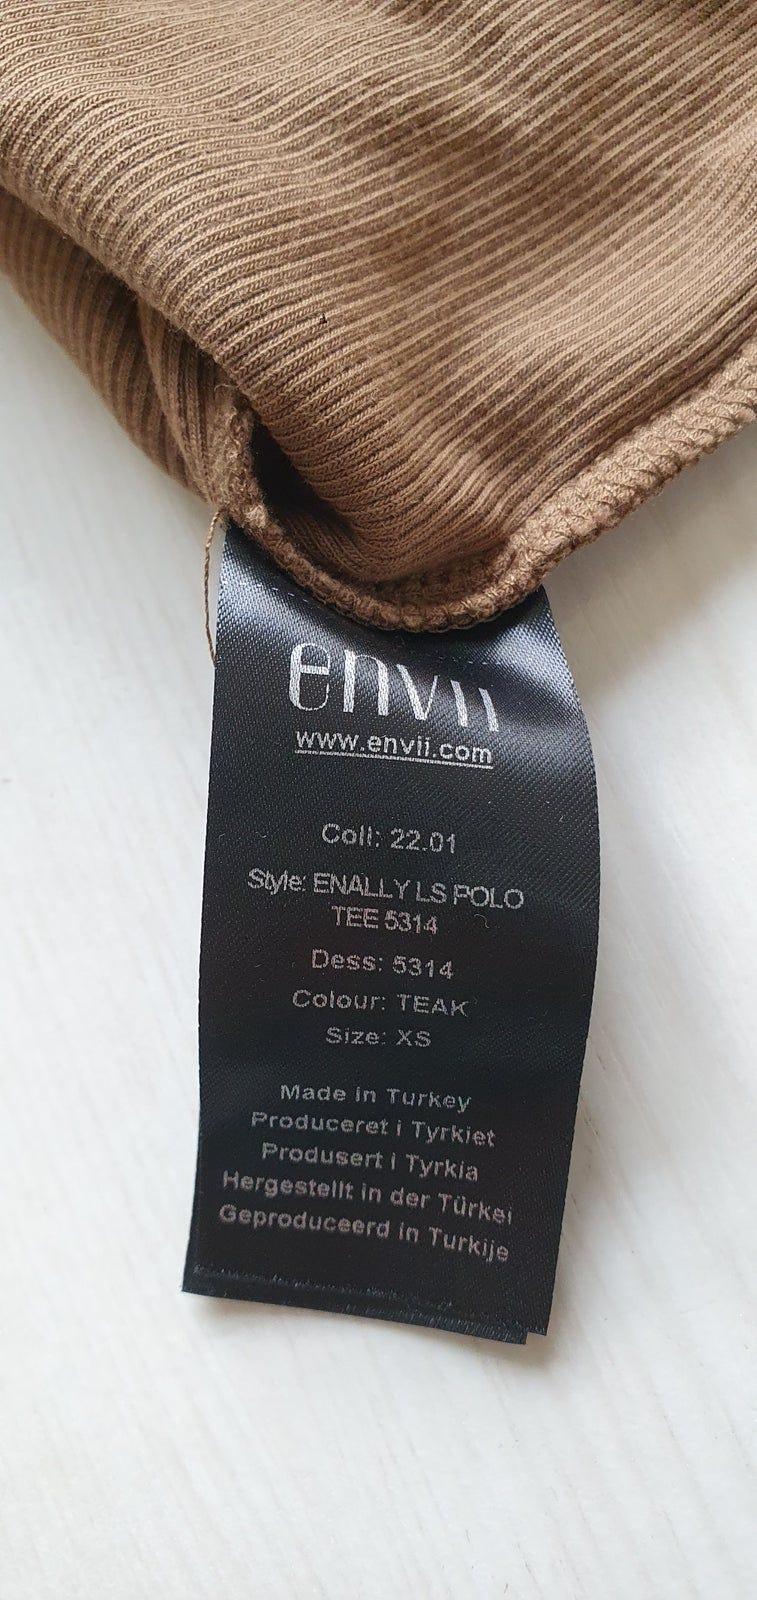 envii
www.envii.com
Coll: 22.01
Style: ENALLY LS POLO
TEE 5314
Dess: 5314
Colour: TEAK
Size: XS
Made in Turkey
Produceret i Tyrkiet
Produsert i Tyrkia
Hergestellt in der Türkei
Geproduceerd in Turkije